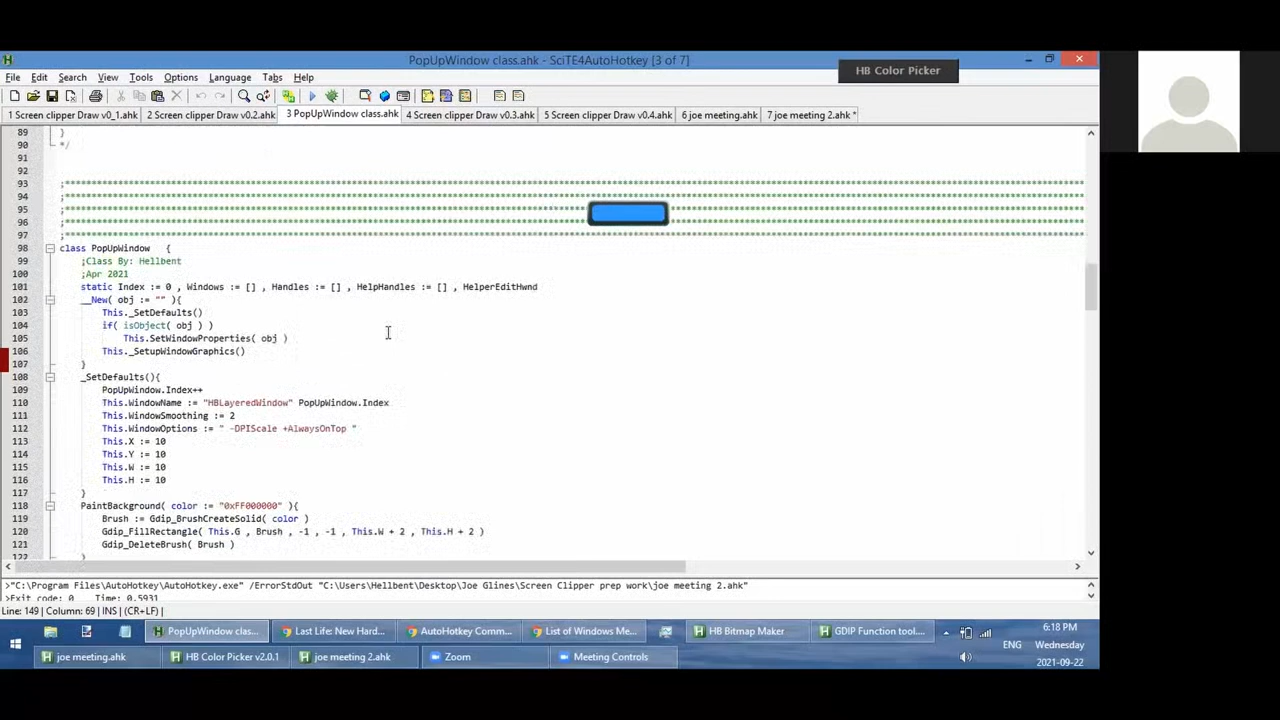 PopUpWindow class.ahk - SciTE4AutoHotkey [3 of 7]
HB Color Picker
File Edit Search View Tools Options Language Tabs Help
1 Screen clipper Draw v0_1.ahk 2 Screen clipper Draw v0.2.ahk 3 PopUpWindow class.ahk 4 Screen clipper Draw v0.3.ahk 5 Screen clipper Draw v0.4.ahk 6 joe meeting.ahk 7 joe meeting 2.ahk *
89 }
90 */
91
92
93 ;************************************************************
94 ;************************************************************
95 ;************************************************************
96 ;************************************************************
97 ;************************************************************
98 class PopUpWindow {
99 ;Class By: Hellbent
100 ;Apr 2021
101 static Index := 0 , Windows := [] , Handles := [] , HelpHandles := [] , HelperEditHwnd
102 __New( obj := "" ){
103 This._SetDefaults()
104 if( isObject( obj ) )
105 This.SetWindowProperties( obj )
106 This._SetupWindowGraphics()
107 }
108 _SetDefaults(){
109 PopUpWindow.Index++
110 This.WindowName := "HBLayeredWindow" PopUpWindow.Index
111 This.WindowSmoothing := 2
112 This.WindowOptions := " -DPIScale +AlwaysOnTop "
113 This.X := 10
114 This.Y := 10
115 This.W := 10
116 This.H := 10
117 }
118 PaintBackground( color := "0xFF000000" ){
119 Brush := Gdip_BrushCreateSolid( color )
120 Gdip_FillRectangle( This.G , Brush , -1 , -1 , This.W + 2 , This.H + 2 )
121 Gdip_DeleteBrush( Brush )
122 }
>"C:\Program Files\AutoHotkey\AutoHotkey.exe" /ErrorStdOut "C:\Users\Hellbent\Desktop\Joe Glines\Screen Clipper prep work\joe meeting 2.ahk"
>Exit code: 0 Time: 0.5931
Line: 149 | Column: 69 | INS | (CR+LF) |
PopUpWindow clas... Last Life: New Hard... AutoHotkey Comm... List of Windows Me... HB Bitmap Maker GDIP Function tool....
6:18 PM
ENG Wednesday
joe meeting.ahk HB Color Picker v2.0.1 joe meeting 2.ahk Zoom Meeting Controls
2021-09-22